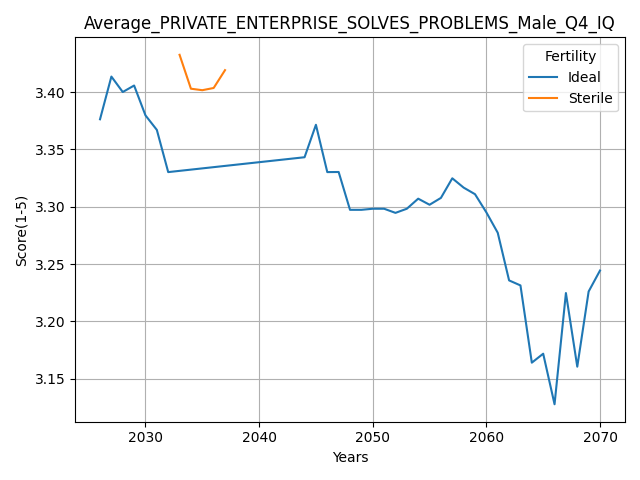 Average_PRIVATE_ENTERPRISE_SOLVES_PROBLEMS_Male_Q4_IQ
Fertility
Ideal
Sterile
Score(1-5)
3.40
3.35
3.30
3.25
3.20
3.15
2030 2040 2050 2060 2070
Years